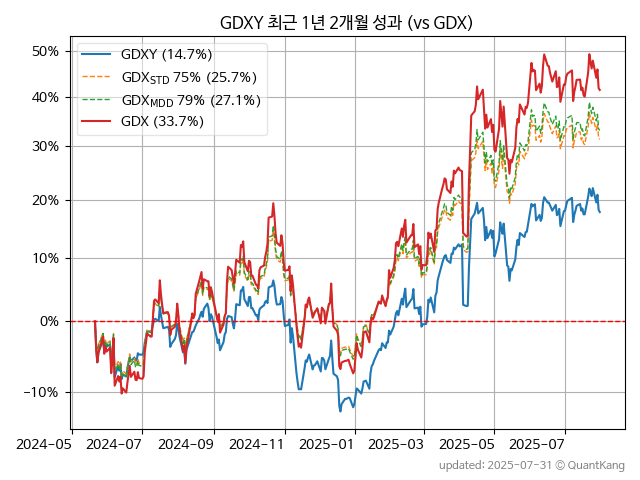 GDXY 최근 1년 2개월 성과 (vs GDX)
50%
40%
30%
20%
10%
0%
−10%
GDXY (14.7%)
GDXSTD 75% (25.7%)
GDXMDD 79% (27.1%)
GDX (33.7%)
2024-05 2024-07 2024-09 2024-11 2025-01 2025-03 2025-05 2025-07
updated: 2025-07-31 © QuantKang